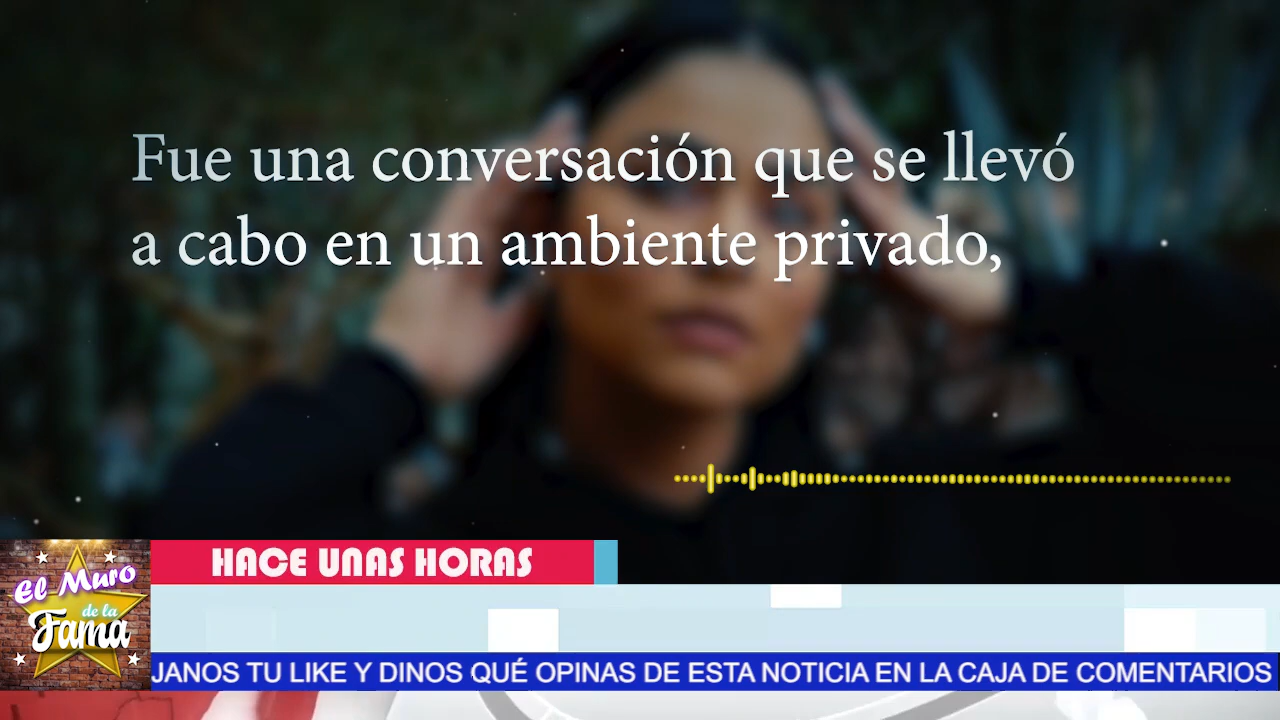 Fue una conversación que se llevó
a cabo en un ambiente privado,
HACE UNAS HORAS
El Muro
de la
Fama
JANOS TU LIKE Y DINOS QUÉ OPINAS DE ESTA NOTICIA EN LA CAJA DE COMENTARIOS